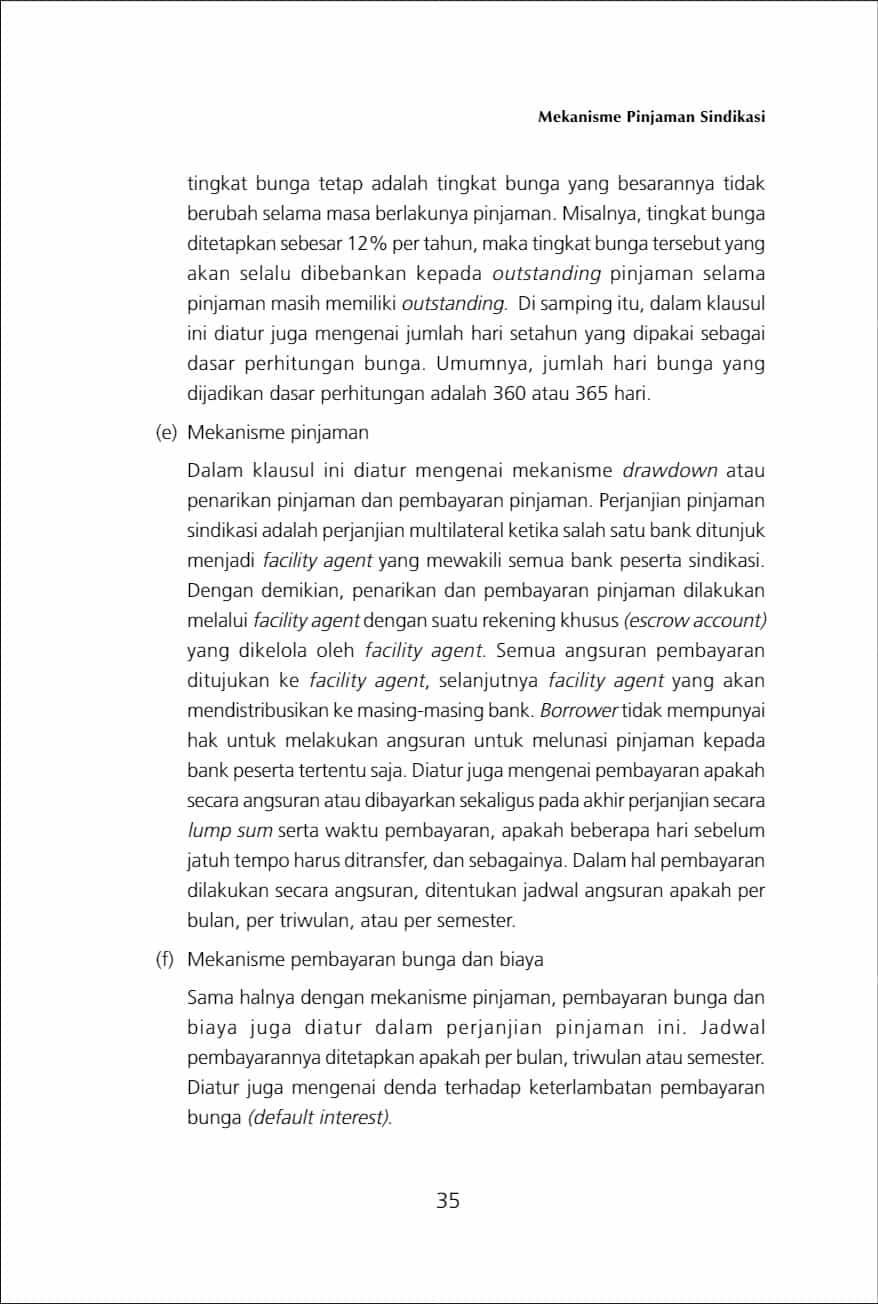 Mekanisme Pinjaman Sindikasi
tingkat bunga tetap adalah tingkat bunga yang besarannya tidak
berubah selama masa berlakunya pinjaman. Misalnya, tingkat bunga
ditetapkan sebesar 12% per tahun, maka tingkat bunga tersebut yang
akan selalu dibebankan kepada outstanding pinjaman selama
pinjaman masih memiliki outstanding. Di samping itu, dalam klausul
ini diatur juga mengenai jumlah hari setahun yang dipakai sebagai
dasar perhitungan bunga. Umumnya, jumlah hari bunga yang
dijadikan dasar perhitungan adalah 360 atau 365 hari.
(e) Mekanisme pinjaman
Dalam klausul ini diatur mengenai mekanisme drawdown atau
penarikan pinjaman dan pembayaran pinjaman. Perjanjian pinjaman
sindikasi adalah perjanjian multilateral ketika salah satu bank ditunjuk
menjadi facility agent yang mewakili semua bank peserta sindikasi.
Dengan demikian, penarikan dan pembayaran pinjaman dilakukan
melalui facility agent dengan suatu rekening khusus (escrow account)
yang dikelola oleh facility agent. Semua angsuran pembayaran
ditujukan ke facility agent, selanjutnya facility agent yang akan
mendistribusikan ke masing-masing bank. Borrower tidak mempunyai
hak untuk melakukan angsuran untuk melunasi pinjaman kepada
bank peserta tertentu saja. Diatur juga mengenai pembayaran apakah
secara angsuran atau dibayarkan sekaligus pada akhir perjanjian secara
lump sum serta waktu pembayaran, apakah beberapa hari sebelum
jatuh tempo harus ditransfer, dan sebagainya. Dalam hal pembayaran
dilakukan secara angsuran, ditentukan jadwal angsuran apakah per
bulan, per triwulan, atau per semester.
(f) Mekanisme pembayaran bunga dan biaya
Sama halnya dengan mekanisme pinjaman, pembayaran bunga dan
biaya juga diatur dalam perjanjian pinjaman ini. Jadwal
pembayarannya ditetapkan apakah per bulan, triwulan atau semester.
Diatur juga mengenai denda terhadap keterlambatan pembayaran
bunga (default interest).
35